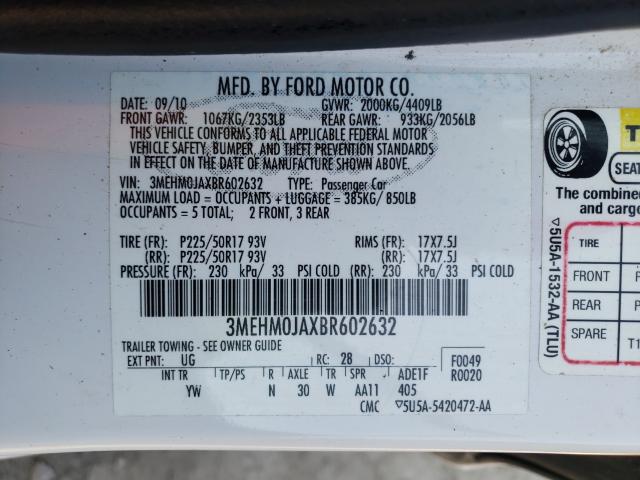 MFD. BY FORD MOTOR CO.
DATE: 09/10 GVWR: 2000KG/4409LB
FRONT GAWR: 1067KG/2353LB REAR GAWR: 933KG/2056LB
THIS VEHICLE CONFORMS TO ALL APPLICABLE FEDERAL MOTOR
VEHICLE SAFETY, BUMPER, AND THEFT PREVENTION STANDARDS
IN EFFECT ON THE DATE OF MANUFACTURE SHOWN ABOVE.
VIN: 3MEHM0JAXBR602632 TYPE: Passenger Car
MAXIMUM LOAD = OCCUPANTS + LUGGAGE = 385KG/ 850LB
OCCUPANTS = 5 TOTAL; 2 FRONT, 3 REAR
TIRE (FR): P225/50R17 93V RIMS (FR): 17X7.5J
(RR): P225/50R17 93V (RR): 17X7.5J
PRESSURE (FR): 230 kPa/ 33 PSI COLD (RR): 230 kPa/ 33 PSI COLD
3MEHM0JAXBR602632
TRAILER TOWING - SEE OWNER GUIDE
EXT PNT: UG RC: 28 DSO: F0049
INT TR TP/PS R AXLE TR SPR ADE1F R0020
YW N 30 W AA11 405
CMC ▽5U5A-5420472-AA
SEAT
The combined
and cargo
TIRE
FRONT
REAR
SPARE
▽5U5A-1532-AA (TLU)